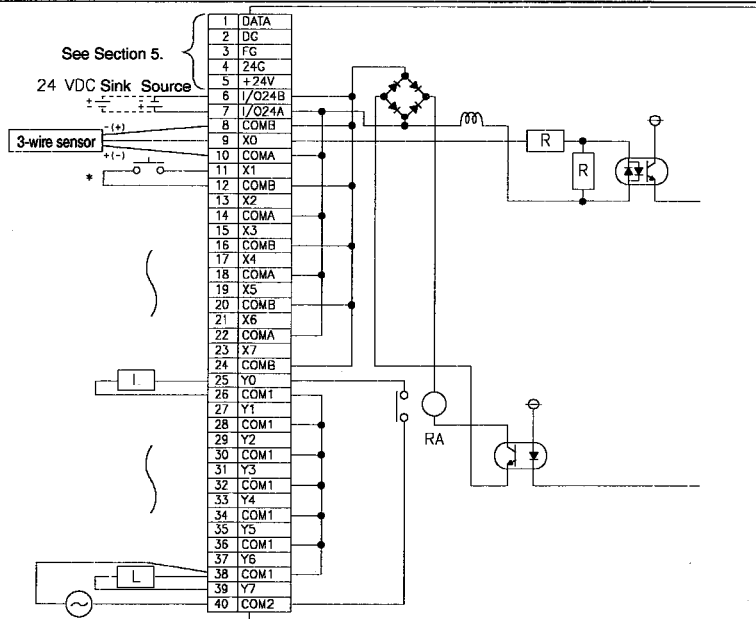 See Section 5.
24 VDC Sink Source
3-wire sensor
- (+)
+ (-)
*
1 DATA
2 DG
3 FG
4 24G
5 +24V
6 I/O24B
7 I/O24A
8 COMB
9 X0
10 COMA
11 X1
12 COMB
13 X2
14 COMA
15 X3
16 COMB
17 X4
18 COMA
19 X5
20 COMB
21 X6
22 COMA
23 X7
24 COMB
25 Y0
26 COM1
27 Y1
28 COM1
29 Y2
30 COM1
31 Y3
32 COM1
33 Y4
34 COM1
35 Y5
36 COM1
37 Y6
38 COM1
39 Y7
40 COM2
L
L
R
R
RA